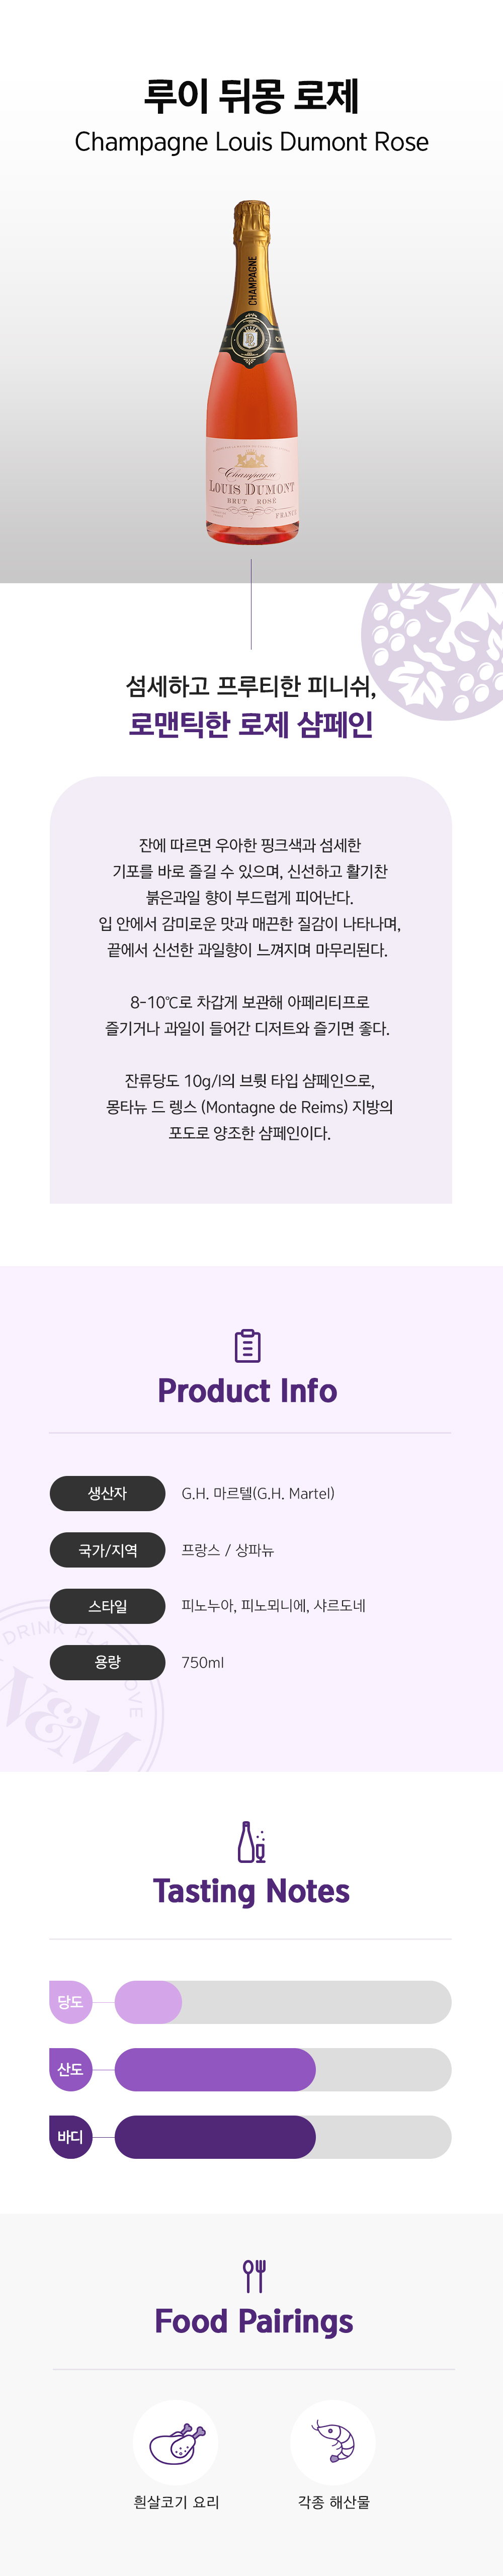 루이 뒤몽 로제
Champagne Louis Dumont Rose
CHAMPAGNE
Champagne
LOUIS DUMONT
BRUT ROSÉ
FRANCE
섬세하고 프루티한 피니쉬,
로맨틱한 로제 샴페인
잔에 따르면 우아한 핑크색과 섬세한
기포를 바로 즐길 수 있으며, 신선하고 활기찬
붉은과일 향이 부드럽게 피어난다.
입 안에서 감미로운 맛과 매끈한 질감이 나타나며,
끝에서 신선한 과일향이 느껴지며 마무리된다.
8-10℃로 차갑게 보관해 아페리티프로
즐기거나 과일이 들어간 디저트와 즐기면 좋다.
잔류당도 10g/l의 브륏 타입 샴페인으로,
몽타뉴 드 렝스 (Montagne de Reims) 지방의
포도로 양조한 샴페인이다.
Product Info
생산자 G.H. 마르텔(G.H. Martel)
국가/지역 프랑스 / 상파뉴
스타일 피노누아, 피노뫼니에, 샤르도네
용량 750ml
DRINK
W&M
Tasting Notes
당도
산도
바디
Food Pairings
흰살코기 요리
각종 해산물